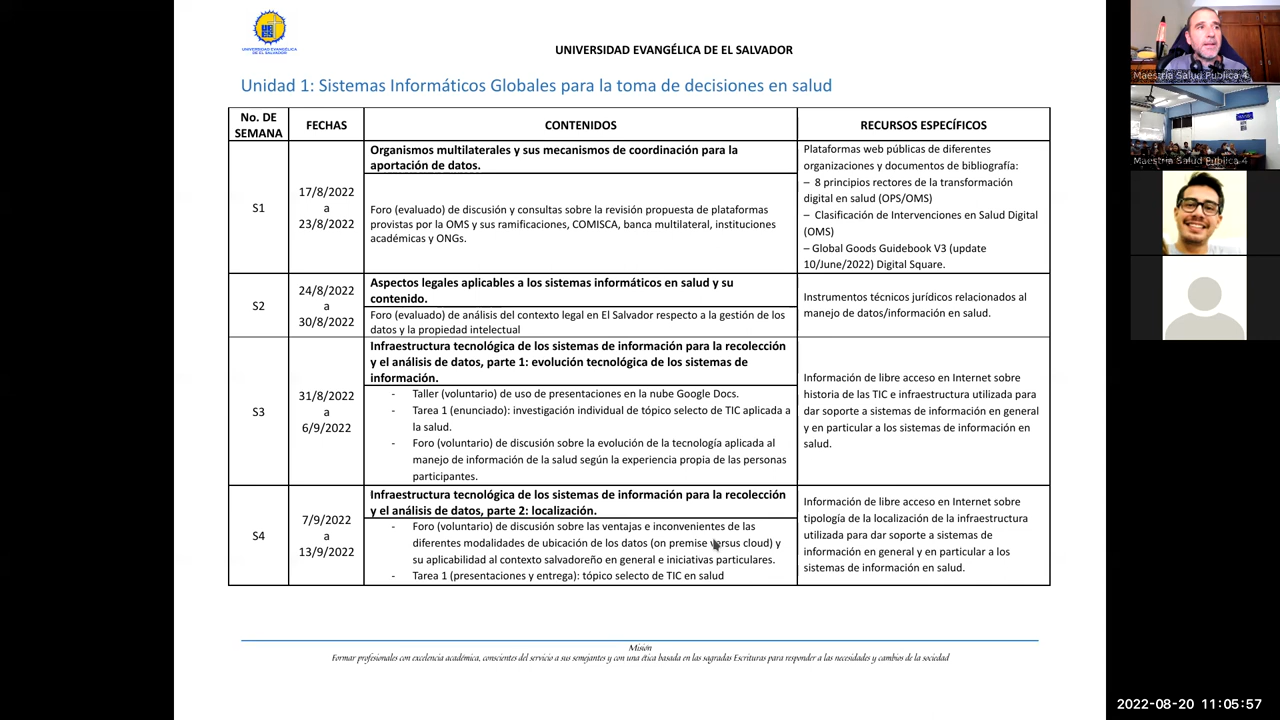 UNIVERSIDAD EVANGÉLICA
DE EL SALVADOR
UNIVERSIDAD EVANGÉLICA DE EL SALVADOR
Unidad 1: Sistemas Informáticos Globales para la toma de decisiones en salud
No. DE
SEMANA
FECHAS
CONTENIDOS
RECURSOS ESPECÍFICOS
S1
17/8/2022
a
23/8/2022
Organismos multilaterales y sus mecanismos de coordinación para la
aportación de datos.
Foro (evaluado) de discusión y consultas sobre la revisión propuesta de plataformas
provistas por la OMS y sus ramificaciones, COMISCA, banca multilateral, instituciones
académicas y ONGs.
Plataformas web públicas de diferentes
organizaciones y documentos de bibliografía:
– 8 principios rectores de la transformación
digital en salud (OPS/OMS)
– Clasificación de Intervenciones en Salud Digital
(OMS)
– Global Goods Guidebook V3 (update
10/June/2022) Digital Square.
S2
24/8/2022
a
30/8/2022
Aspectos legales aplicables a los sistemas informáticos en salud y su
contenido.
Foro (evaluado) de análisis del contexto legal en El Salvador respecto a la gestión de los
datos y la propiedad intelectual
Instrumentos técnicos jurídicos relacionados al
manejo de datos/información en salud.
S3
31/8/2022
a
6/9/2022
Infraestructura tecnológica de los sistemas de información para la recolección
y el análisis de datos, parte 1: evolución tecnológica de los sistemas de
información.
- Taller (voluntario) de uso de presentaciones en la nube Google Docs.
- Tarea 1 (enunciado): investigación individual de tópico selecto de TIC aplicada a
la salud.
- Foro (voluntario) de discusión sobre la evolución de la tecnología aplicada al
manejo de información de la salud según la experiencia propia de las personas
participantes.
Información de libre acceso en Internet sobre
historia de las TIC e infraestructura utilizada para
dar soporte a sistemas de información en general
y en particular a los sistemas de información en
salud.
S4
7/9/2022
a
13/9/2022
Infraestructura tecnológica de los sistemas de información para la recolección
y el análisis de datos, parte 2: localización.
- Foro (voluntario) de discusión sobre las ventajas e inconvenientes de las
diferentes modalidades de ubicación de los datos (on premise versus cloud) y
su aplicabilidad al contexto salvadoreño en general e iniciativas particulares.
- Tarea 1 (presentaciones y entrega): tópico selecto de TIC en salud
Información de libre acceso en Internet sobre
tipología de la localización de la infraestructura
utilizada para dar soporte a sistemas de
información en general y en particular a los
sistemas de información en salud.
Misión
Formar profesionales con excelencia académica, conscientes del servicio a sus semejantes y con una ética basada en las sagradas Escrituras para responder a las necesidades y cambios de la sociedad
Maestría Salud Publica 4
Maestría Salud Publica 4
2022-08-20 11:05:57